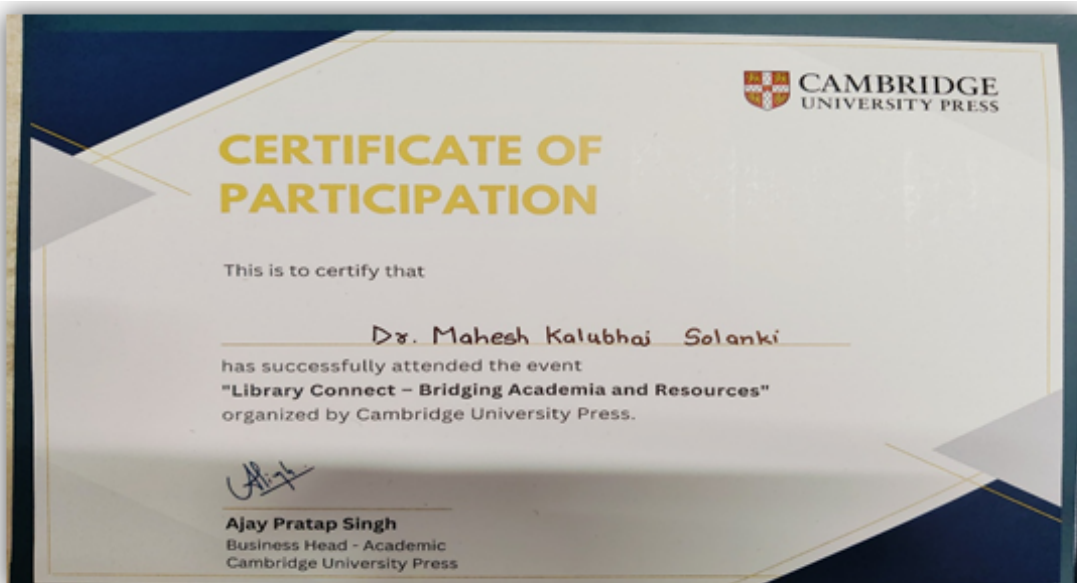 CAMBRIDGE
UNIVERSITY PRESS
CERTIFICATE OF
PARTICIPATION
This is to certify that
Dr. Mahesh Kalubhai Solanki
has successfully attended the event
"Library Connect – Bridging Academia and Resources"
organized by Cambridge University Press.
Ajay Pratap Singh
Business Head - Academic
Cambridge University Press